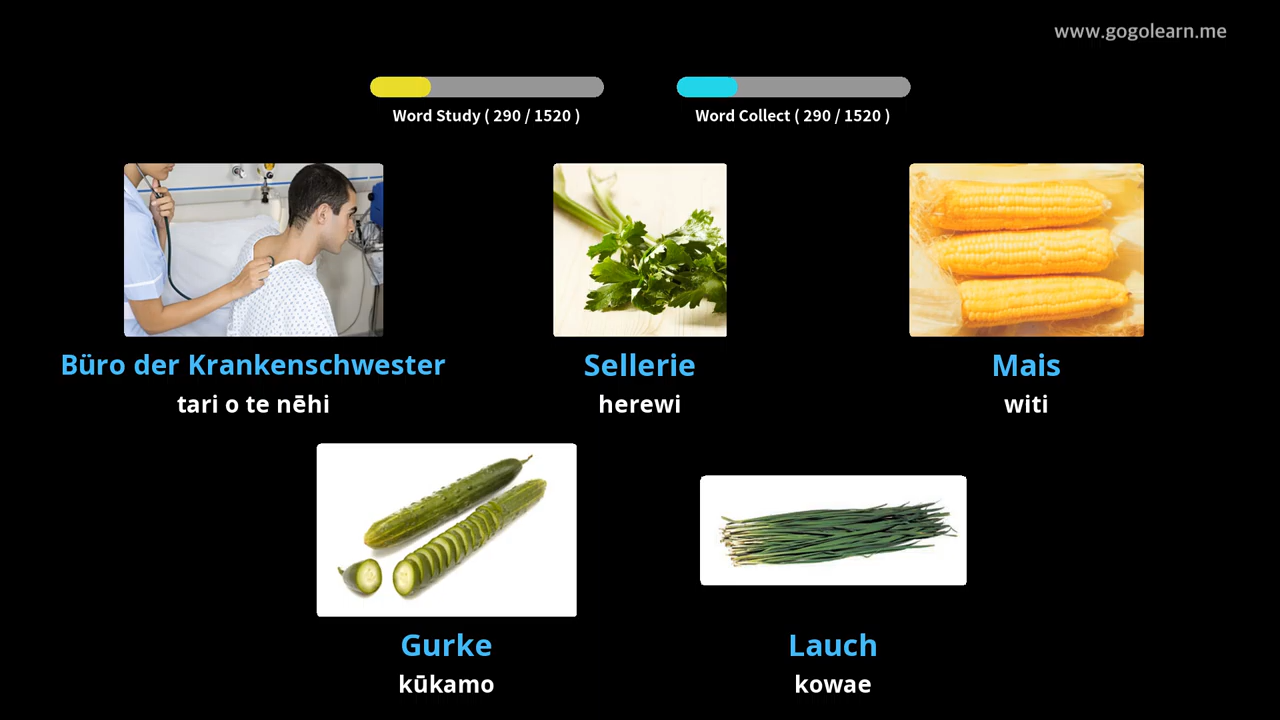 www.gogolearn.me
Word Study ( 290 / 1520 )
Word Collect ( 290 / 1520 )
Büro der Krankenschwester
tari o te nēhi
Sellerie
herewi
Mais
witi
Gurke
kūkamo
Lauch
kowae